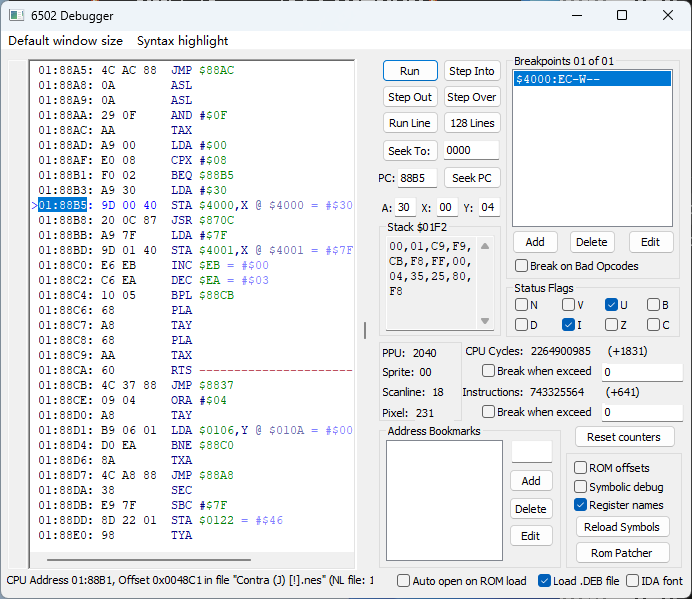 6502 Debugger
Default window size Syntax highlight
01:88A5: 4C AC 88 JMP $88AC
01:88A8: 0A ASL
01:88A9: 0A ASL
01:88AA: 29 0F AND #$0F
01:88AC: AA TAX
01:88AD: A9 00 LDA #$00
01:88AF: E0 08 CPX #$08
01:88B1: F0 02 BEQ $88B5
01:88B3: A9 30 LDA #$30
>01:88B5: 9D 00 40 STA $4000,X @ $4000 = #$30
01:88B8: 20 0C 87 JSR $870C
01:88BB: A9 7F LDA #$7F
01:88BD: 9D 01 40 STA $4001,X @ $4001 = #$7F
01:88C0: E6 EB INC $EB = #$00
01:88C2: C6 EA DEC $EA = #$03
01:88C4: 10 05 BPL $88CB
01:88C6: 68 PLA
01:88C7: A8 TAY
01:88C8: 68 PLA
01:88C9: AA TAX
01:88CA: 60 RTS --------------------
01:88CB: 4C 37 88 JMP $8837
01:88CE: 09 04 ORA #$04
01:88D0: A8 TAY
01:88D1: B9 06 01 LDA $0106,Y @ $010A = #$00
01:88D4: D0 EA BNE $88C0
01:88D6: 8A TXA
01:88D7: 4C A8 88 JMP $88A8
01:88DA: 38 SEC
01:88DB: E9 7F SBC #$7F
01:88DD: 8D 22 01 STA $0122 = #$46
01:88E0: 98 TYA
Run Step Into
Step Out Step Over
Run Line 128 Lines
Seek To: 0000
PC: 88B5 Seek PC
A: 30 X: 00 Y: 04
Stack $01F2
00,01,C9,F9,
CB,F8,FF,00,
04,35,25,80,
F8
Breakpoints 01 of 01
$4000:EC-W--
Add Delete Edit
Break on Bad Opcodes
Status Flags
N V U B
D I Z C
PPU: 2040
Sprite: 00
Scanline: 18
Pixel: 231
CPU Cycles: 2264900985 (+1831)
Break when exceed 0
Instructions: 743325564 (+641)
Break when exceed 0
Address Bookmarks
Add
Delete
Edit
Reset counters
ROM offsets
Symbolic debug
Register names
Reload Symbols
Rom Patcher
CPU Address 01:88B1, Offset 0x0048C1 in file "Contra (J) [!].nes" (NL file: 1
Auto open on ROM load Load .DEB file IDA font